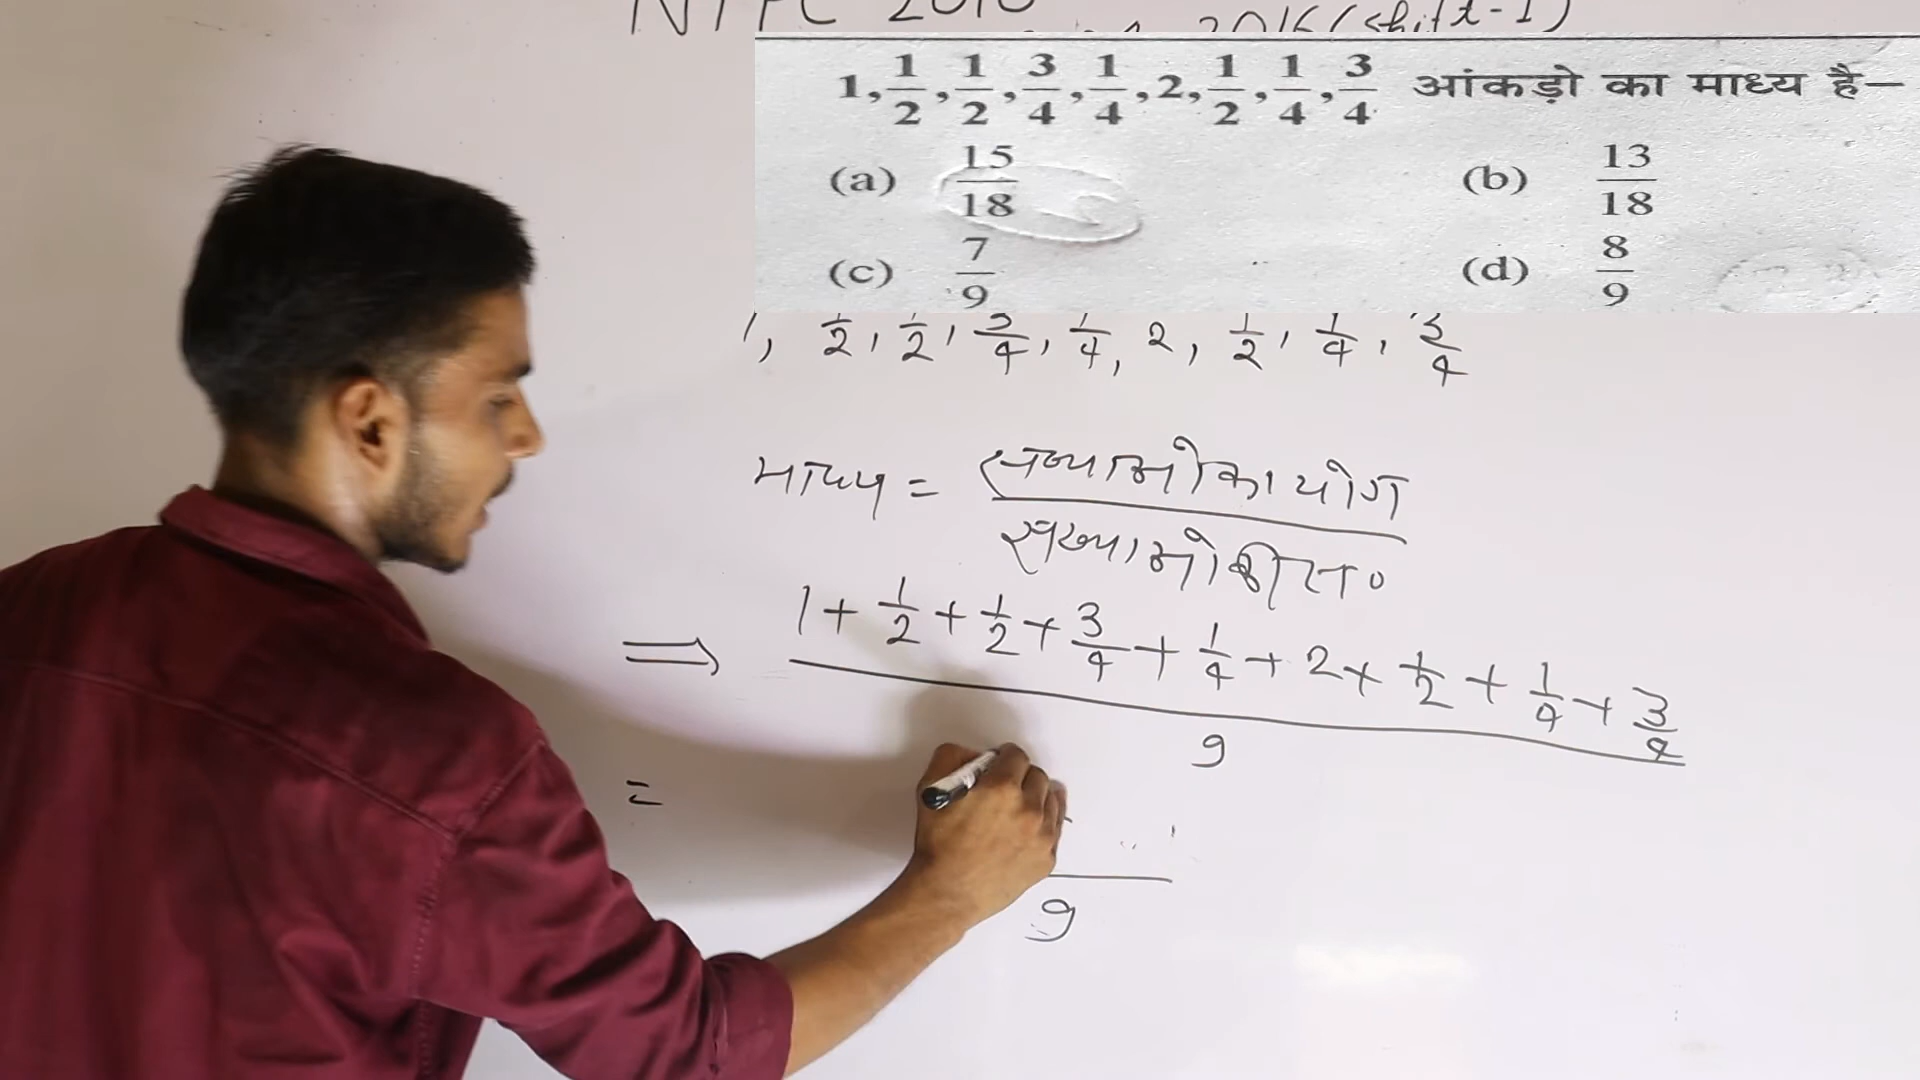 NTPC 2016
2016 (shift-1)
1, 1/2, 1/2, 3/4, 1/4, 2, 1/2, 1/4, 3/4 आंकड़ो का माध्य है–
(a) 15/18 (b) 13/18
(c) 7/9 (d) 8/9
1, 1/2, 1/2, 3/4, 1/4, 2, 1/2, 1/4, 3/4
माध्य = संख्याओ का योग / संख्याओ की सं०
⟹ 1 + 1/2 + 1/2 + 3/4 + 1/4 + 2 + 1/2 + 1/4 + 3/4 / 9
= / 9